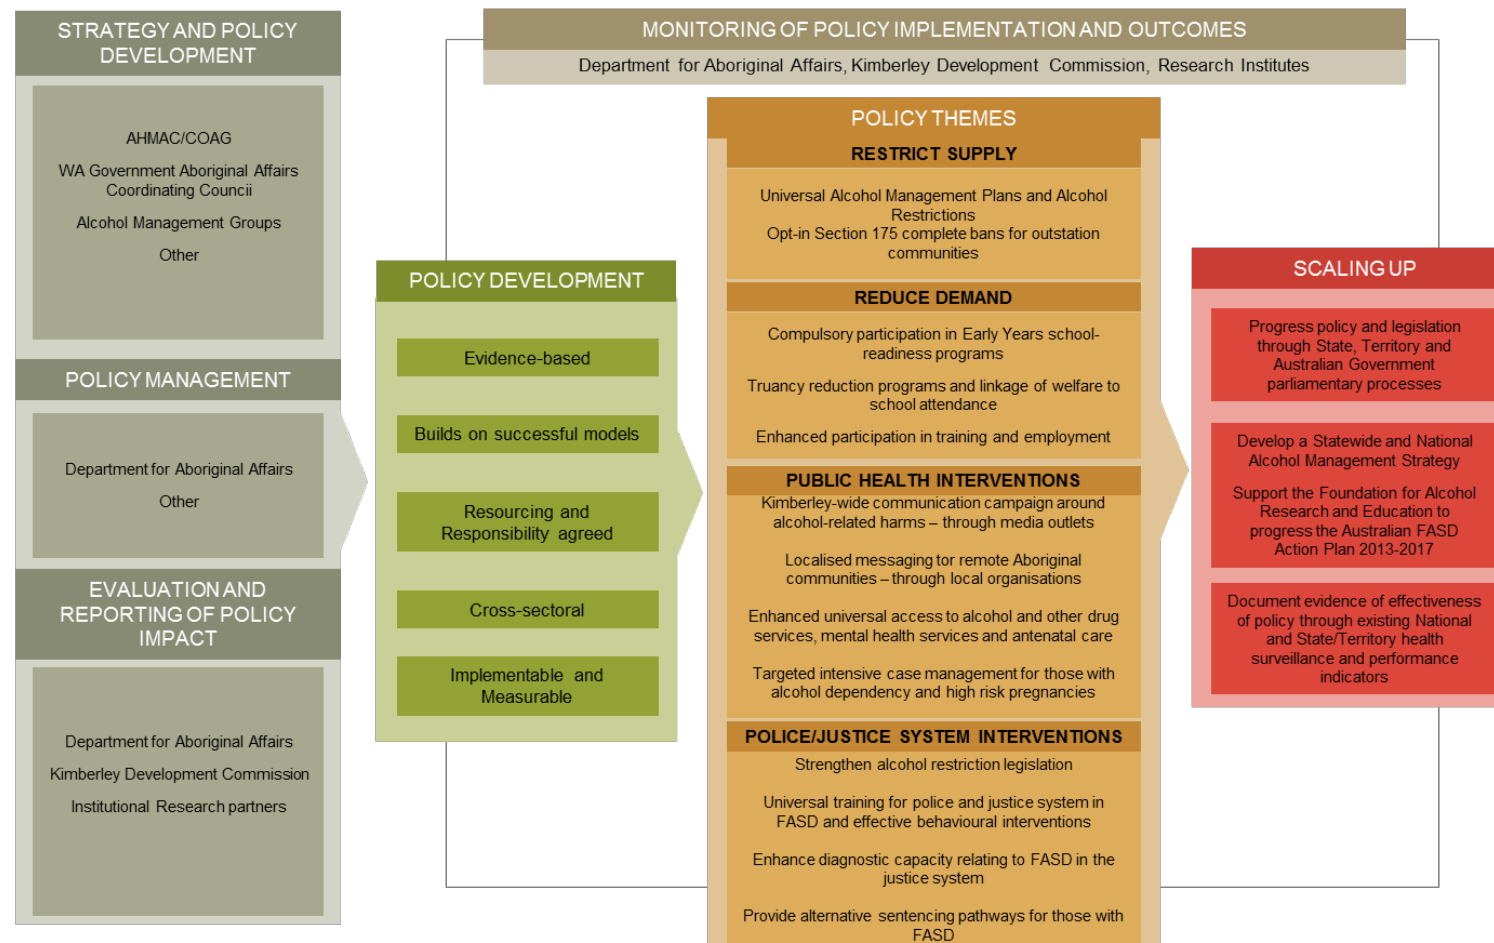 STRATEGY AND POLICY
DEVELOPMENT
AHMAC/COAG
WA Government Aboriginal Affairs
Coordinating Councii
Alcohol Management Groups
Other
POLICY MANAGEMENT
Department for Aboriginal Affairs
Other
EVALUATION AND
REPORTING OF POLICY
IMPACT
Department for Aboriginal Affairs
Kimberley Development Commission
Institutional Research partners
MONITORING OF POLICY IMPLEMENTATION AND OUTCOMES
Department for Aboriginal Affairs, Kimberley Development Commission, Research Institutes
POLICY DEVELOPMENT
Evidence-based
Builds on successful models
Resourcing and
Responsibility agreed
Cross-sectoral
Implementable and
Measurable
POLICY THEMES
RESTRICT SUPPLY
Universal Alcohol Management Plans and Alcohol
Restrictions
Opt-in Section 175 complete bans for outstation
communities
REDUCE DEMAND
Compulsory participation in Early Years school-
readiness programs
Truancy reduction programs and linkage of welfare to
school attendance
Enhanced participation in training and employment
PUBLIC HEALTH INTERVENTIONS
Kimberley-wide communication campaign around
alcohol-related harms – through media outlets
Localised messaging tor remote Aboriginal
communities – through local organisations
Enhanced universal access to alcohol and other drug
services, mental health services and antenatal care
Targeted intensive case management for those with
alcohol dependency and high risk pregnancies
POLICE/JUSTICE SYSTEM INTERVENTIONS
Strengthen alcohol restriction legislation
Universal training for police and justice system in
FASD and effective behavioural interventions
Enhance diagnostic capacity relating to FASD in the
justice system
Provide alternative sentencing pathways for those with
FASD
SCALING UP
Progress policy and legislation
through State, Territory and
Australian Government
parliamentary processes
Develop a Statewide and National
Alcohol Management Strategy
Support the Foundation for Alcohol
Research and Education to
progress the Australian FASD
Action Plan 2013-2017
Document evidence of effectiveness
of policy through existing National
and State/Territory health
surveillance and performance
indicators